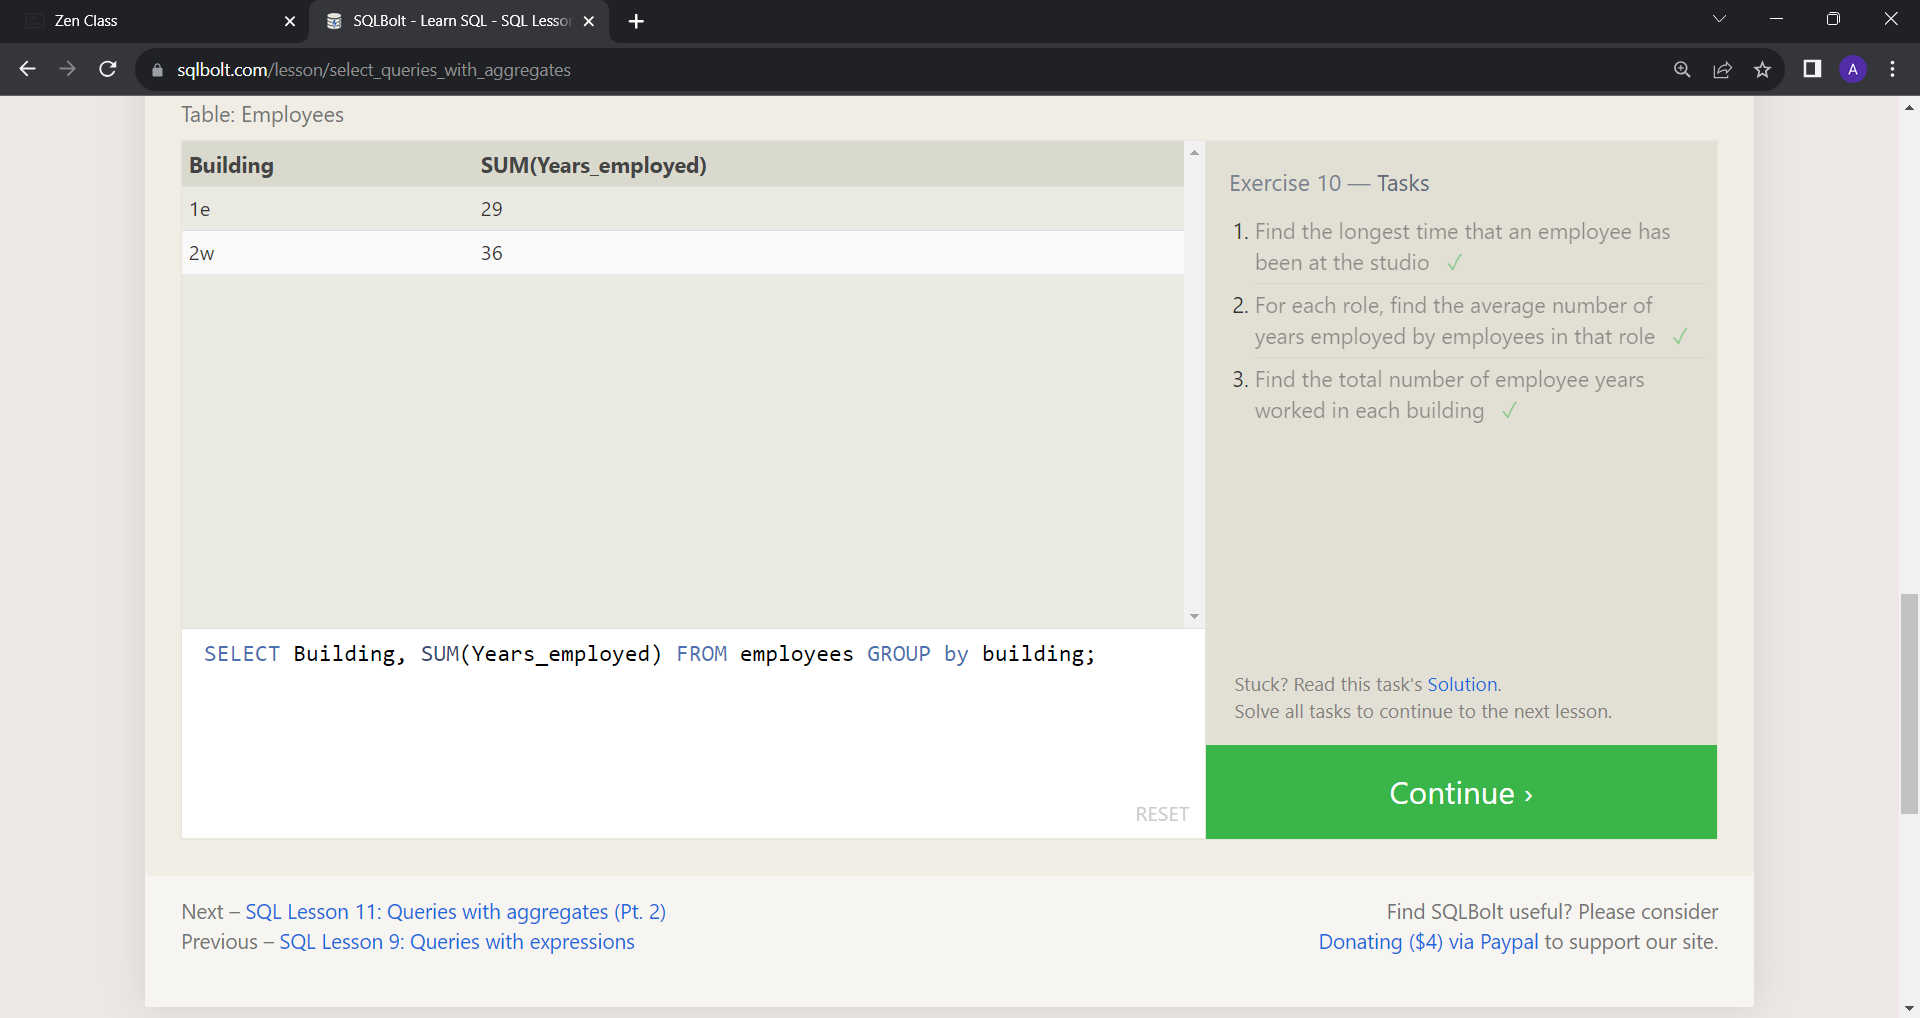 Zen Class
SQLBolt - Learn SQL - SQL Lesso
sqlbolt.com/lesson/select_queries_with_aggregates
A
Table: Employees
Building SUM(Years_employed)
1e 29
2w 36
SELECT Building, SUM(Years_employed) FROM employees GROUP by building;
RESET
Exercise 10 — Tasks
1. Find the longest time that an employee has
been at the studio ✓
2. For each role, find the average number of
years employed by employees in that role ✓
3. Find the total number of employee years
worked in each building ✓
Stuck? Read this task's Solution.
Solve all tasks to continue to the next lesson.
Continue ›
Next – SQL Lesson 11: Queries with aggregates (Pt. 2)
Previous – SQL Lesson 9: Queries with expressions
Find SQLBolt useful? Please consider
Donating ($4) via Paypal to support our site.